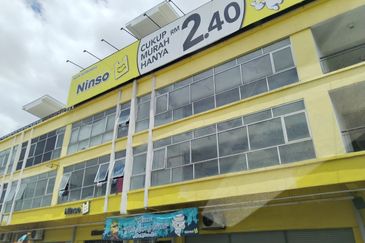 Ninso
CUKUP
MURAH
HANYA
RM 2.40
Ninso